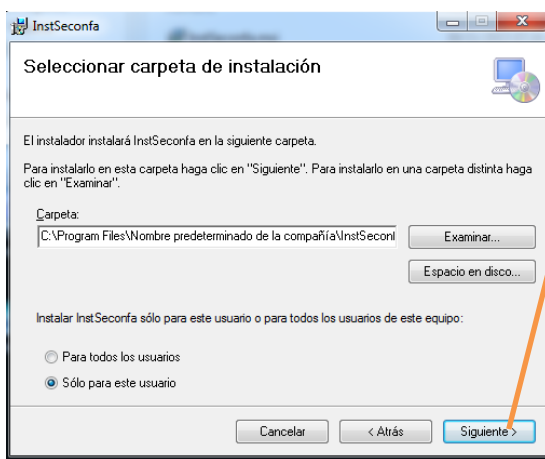 InstSeconfa
Seleccionar carpeta de instalación
El instalador instalará InstSeconfa en la siguiente carpeta.
Para instalarlo en esta carpeta haga clic en "Siguiente". Para instalarlo en una carpeta distinta haga
clic en "Examinar".
Carpeta:
C:\Program Files\Nombre predeterminado de la compañía\InstSeconf
Examinar...
Espacio en disco...
Instalar InstSeconfa sólo para este usuario o para todos los usuarios de este equipo:
Para todos los usuarios
Sólo para este usuario
Cancelar
< Atrás
Siguiente >